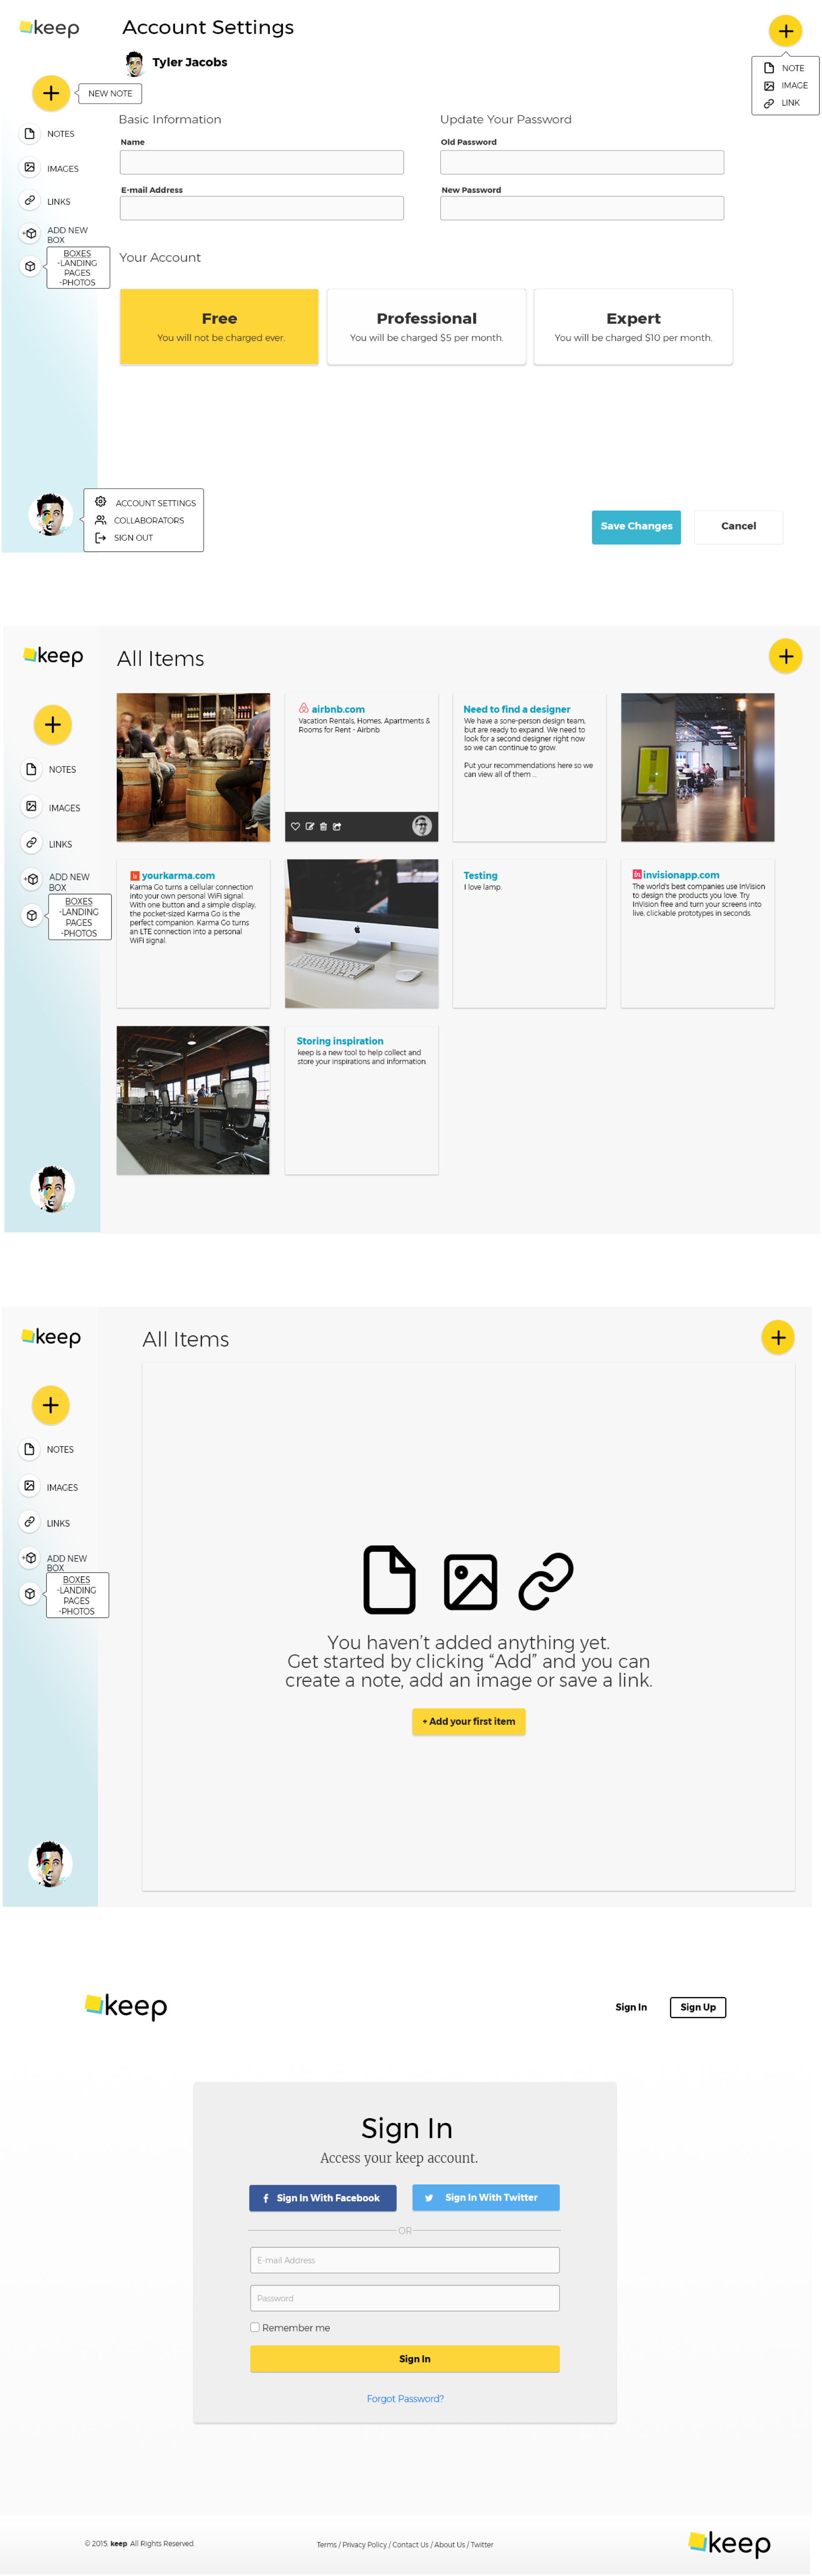 keep
Account Settings
Tyler Jacobs
NEW NOTE
NOTES
IMAGES
LINKS
ADD NEW
BOX
BOXES
-LANDING
PAGES
-PHOTOS
NOTE
IMAGE
LINK
Basic Information
Name
E-mail Address
Update Your Password
Old Password
New Password
Your Account
Free
You will not be charged ever.
Professional
You will be charged $5 per month.
Expert
You will be charged $10 per month.
ACCOUNT SETTINGS
COLLABORATORS
SIGN OUT
Save Changes
Cancel
keep
All Items
NOTES
IMAGES
LINKS
ADD NEW
BOX
BOXES
-LANDING
PAGES
-PHOTOS
airbnb.com
Vacation Rentals, Homes, Apartments &
Rooms for Rent - Airbnb
Need to find a designer
We have a sone-person design team,
but are ready to expand. We need to
look for a second designer right now
so we can continue to grow.
Put your recommendations here so we
can view all of them ...
k yourkarma.com
Karma Go turns a cellular connection
into your own personal WiFi signal.
With one button and a simple display,
the pocket-sized Karma Go is the
perfect companion. Karma Go turns
an LTE connection into a personal
WiFi signal.
Testing
I love lamp.
in invisionapp.com
The world's best companies use InVision
to design the products you love. Try
InVision free and turn your screens into
live, clickable prototypes in seconds.
Storing inspiration
keep is a new tool to help collect and
store your inspirations and information.
keep
All Items
NOTES
IMAGES
LINKS
ADD NEW
BOX
BOXES
-LANDING
PAGES
-PHOTOS
You haven't added anything yet.
Get started by clicking “Add” and you can
create a note, add an image or save a link.
+ Add your first item
keep
Sign In
Sign Up
Sign In
Access your keep account.
f Sign In With Facebook
Sign In With Twitter
OR
E-mail Address
Password
Remember me
Sign In
Forgot Password?
© 2015. keep All Rights Reserved.
Terms / Privacy Policy / Contact Us / About Us / Twitter
keep